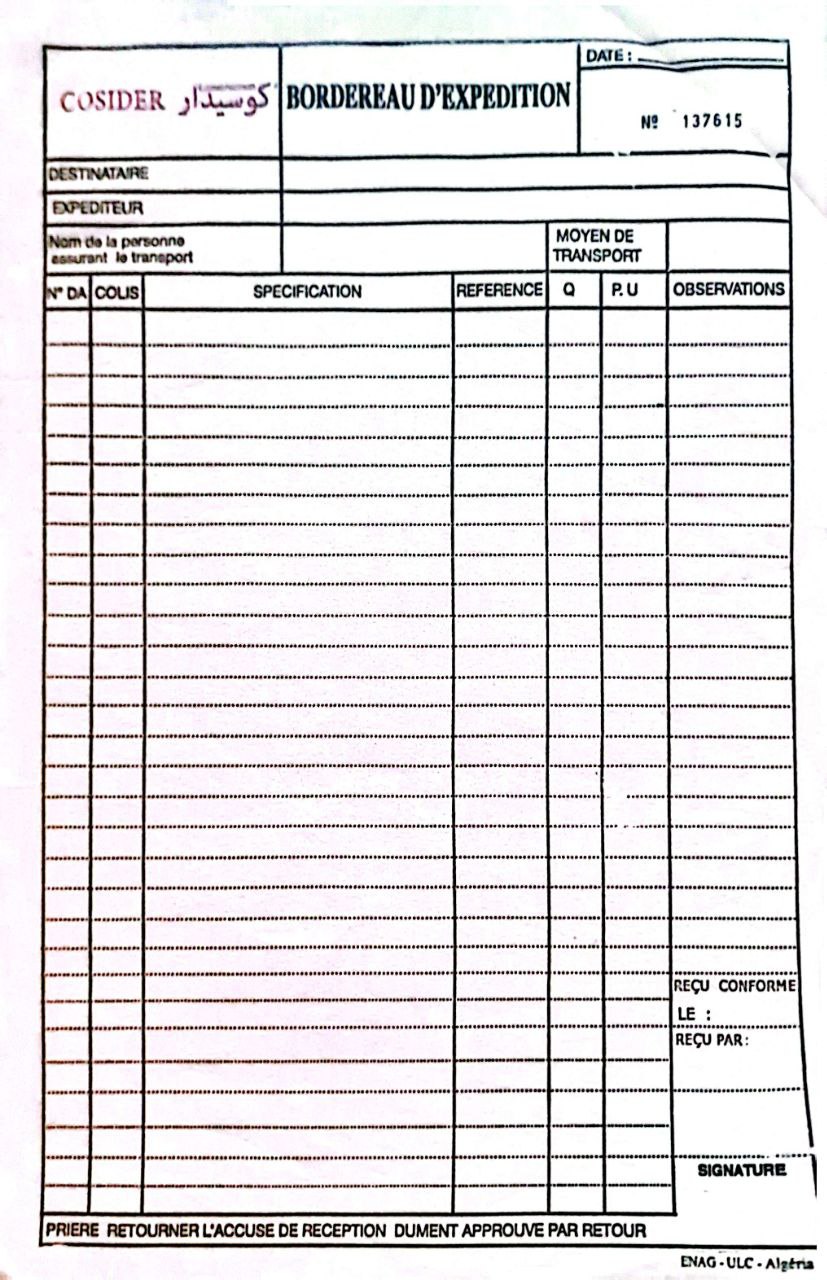 COSIDER كوسيدار
BORDEREAU D'EXPEDITION
DATE :
Nº 137615
DESTINATAIRE
EXPEDITEUR
Nom de la personne
assurant le transport
MOYEN DE
TRANSPORT
N° DA COLIS SPECIFICATION REFERENCE Q P.U OBSERVATIONS
REÇU CONFORME
LE :
REÇU PAR:
SIGNATURE
PRIERE RETOURNER L'ACCUSE DE RECEPTION DUMENT APPROUVE PAR RETOUR
ENAG - ULC - Algéria